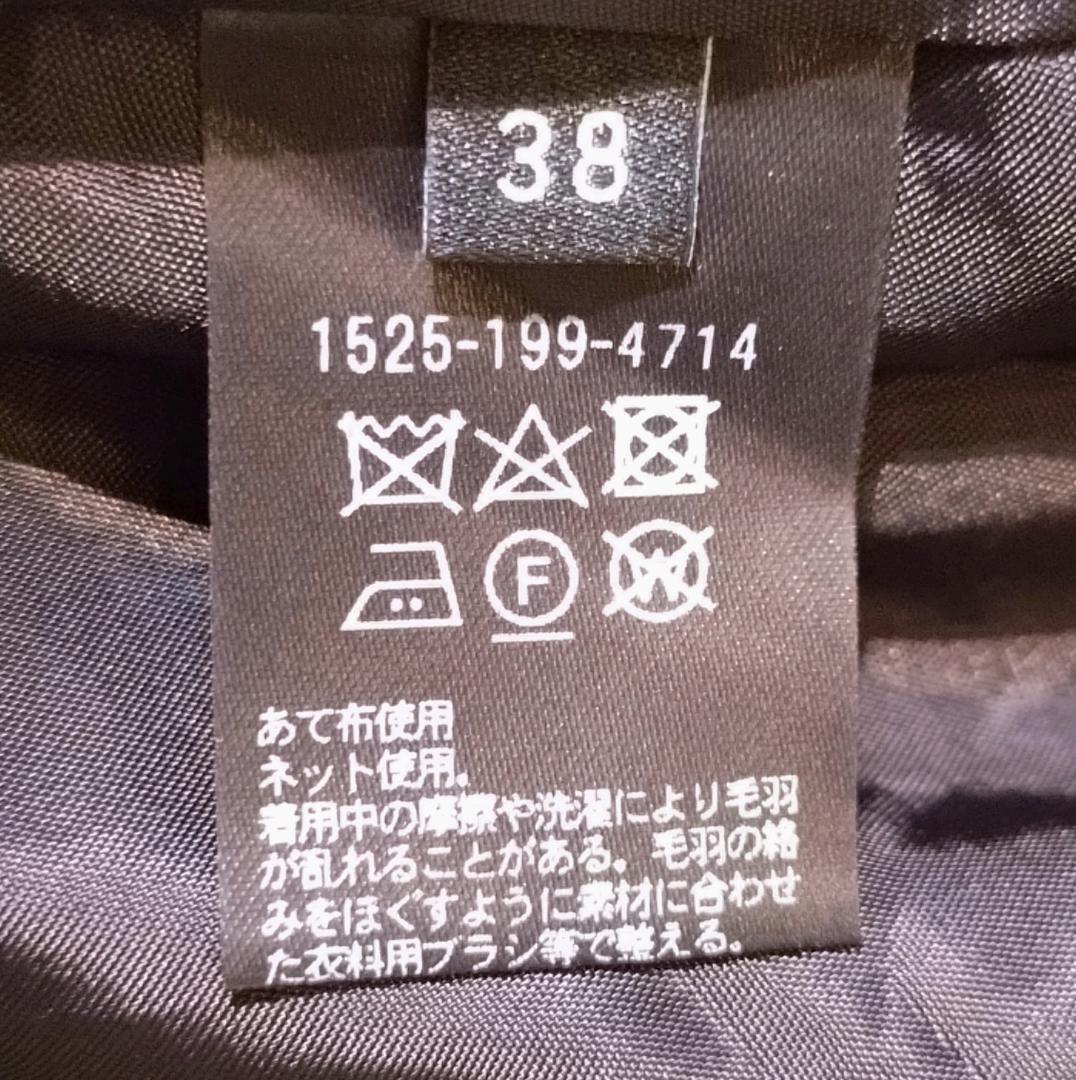 38
1525-199-4714
F
W
あて布使用
ネット使用。
着用中の摩擦や洗濯により毛羽
が乱れることがある。毛羽の絡
みをほぐすように素材に合わせ
た衣料用ブラシ等で整える。